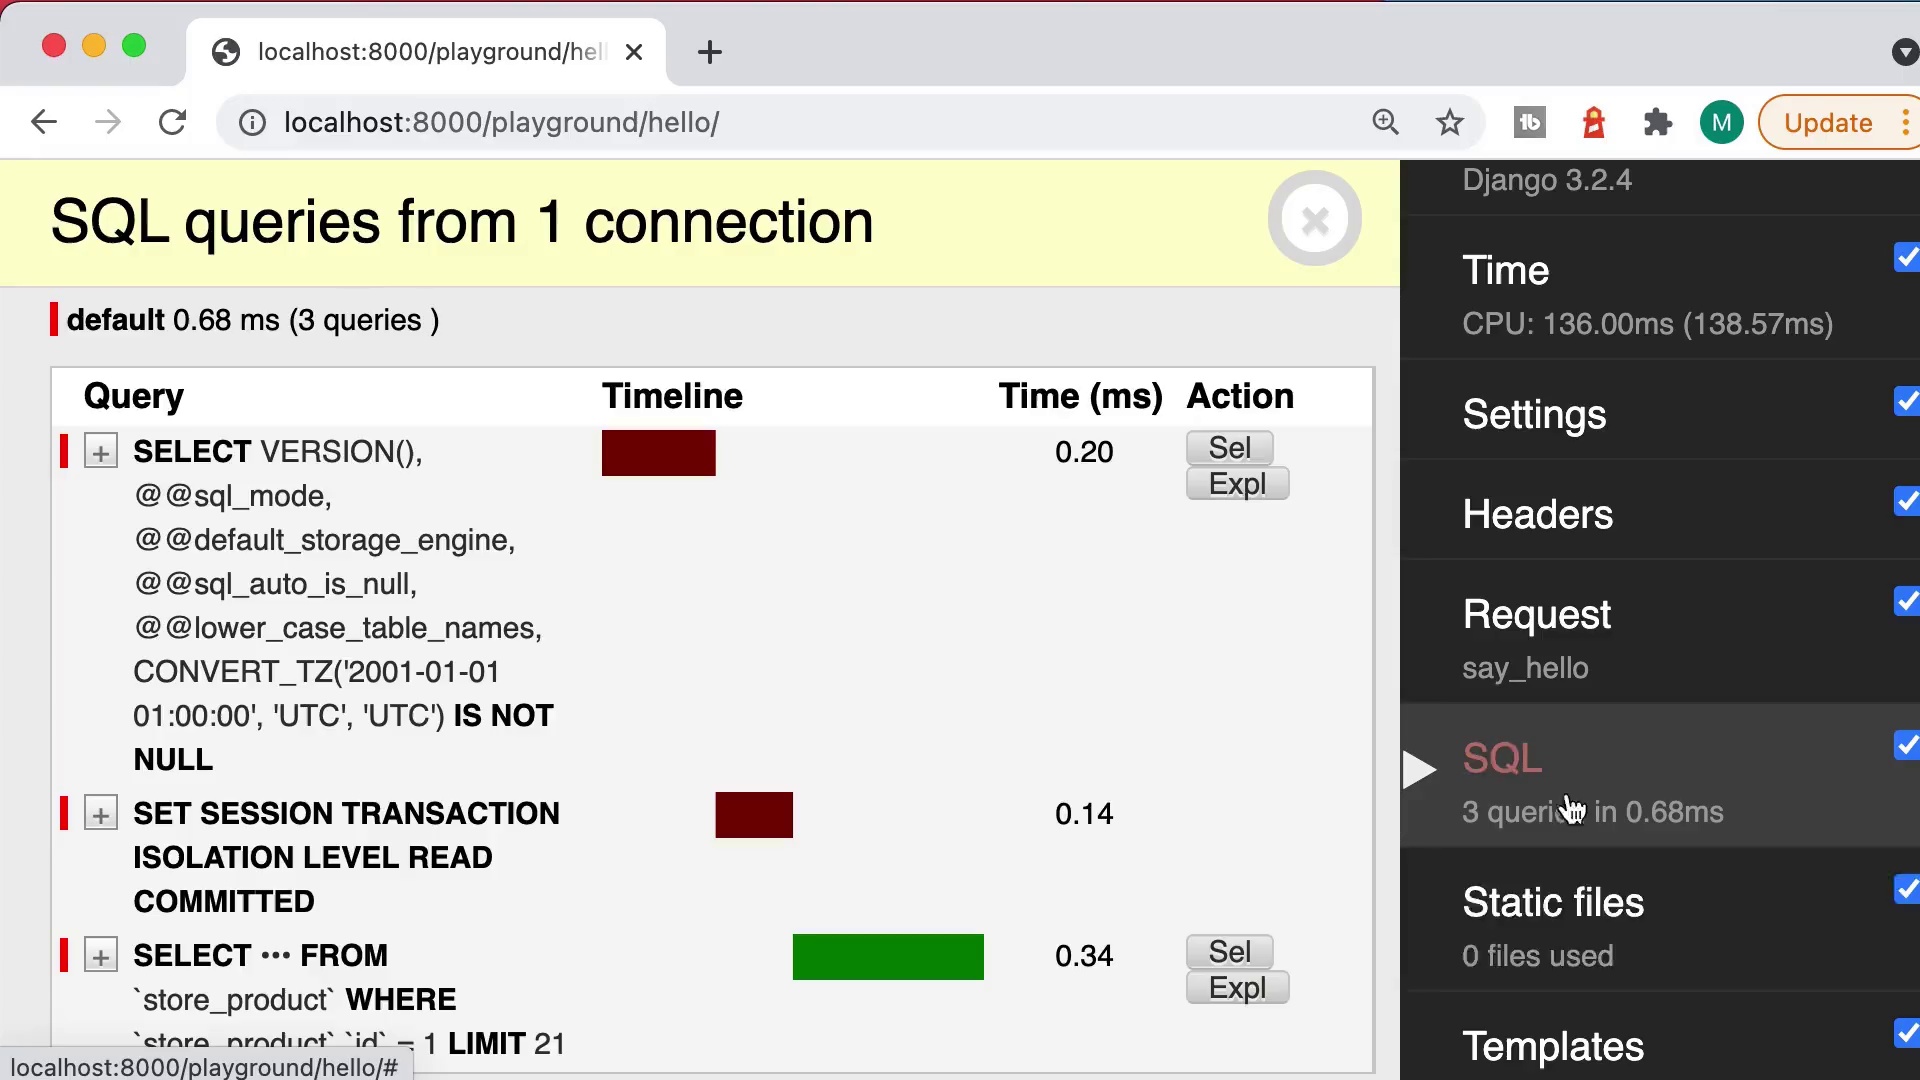 localhost:8000/playground/hell
localhost:8000/playground/hello/
M
Update
SQL queries from 1 connection
default 0.68 ms (3 queries )
Query Timeline Time (ms) Action
SELECT VERSION(), 0.20 Sel
Expl
@@sql_mode,
@@default_storage_engine,
@@sql_auto_is_null,
@@lower_case_table_names,
CONVERT_TZ('2001-01-01
01:00:00', 'UTC', 'UTC') IS NOT
NULL
SET SESSION TRANSACTION 0.14
ISOLATION LEVEL READ
COMMITTED
SELECT ••• FROM 0.34 Sel
Expl
`store_product` WHERE
`store_product`.`id` = 1 LIMIT 21
localhost:8000/playground/hello/#
Django 3.2.4
Time
CPU: 136.00ms (138.57ms)
Settings
Headers
Request
say_hello
SQL
3 queries in 0.68ms
Static files
0 files used
Templates